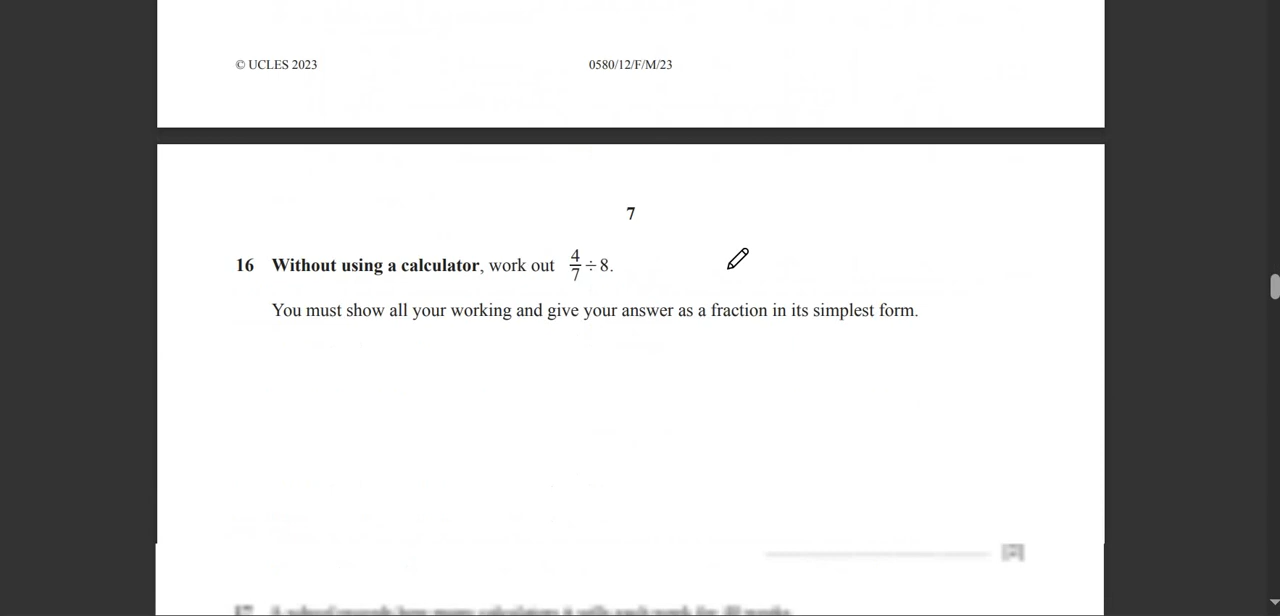 © UCLES 2023 0580/12/F/M/23
7
16 Without using a calculator, work out 4/7 ÷ 8.
You must show all your working and give your answer as a fraction in its simplest form.